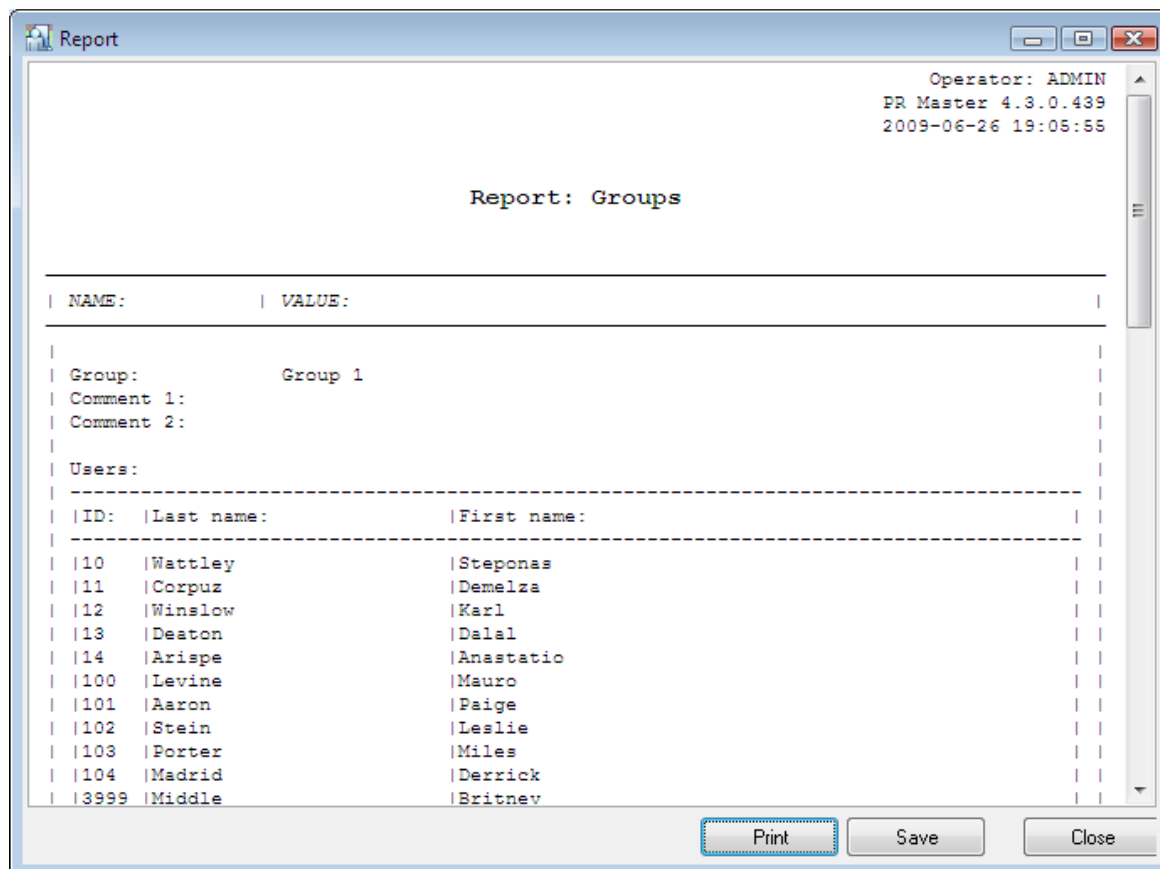 Report
Operator: ADMIN
PR Master 4.3.0.439
2009-06-26 19:05:55
Report: Groups
| NAME: | VALUE: |
Group: Group 1
Comment 1:
Comment 2:
Users:
|ID: |Last name: |First name: |
|10 |Wattley |Steponas |
|11 |Corpuz |Demelza |
|12 |Winslow |Karl |
|13 |Deaton |Dalal |
|14 |Arispe |Anastatio |
|100 |Levine |Mauro |
|101 |Aaron |Paige |
|102 |Stein |Leslie |
|103 |Porter |Miles |
|104 |Madrid |Derrick |
|3999 |Middle |Britney |
Print Save Close